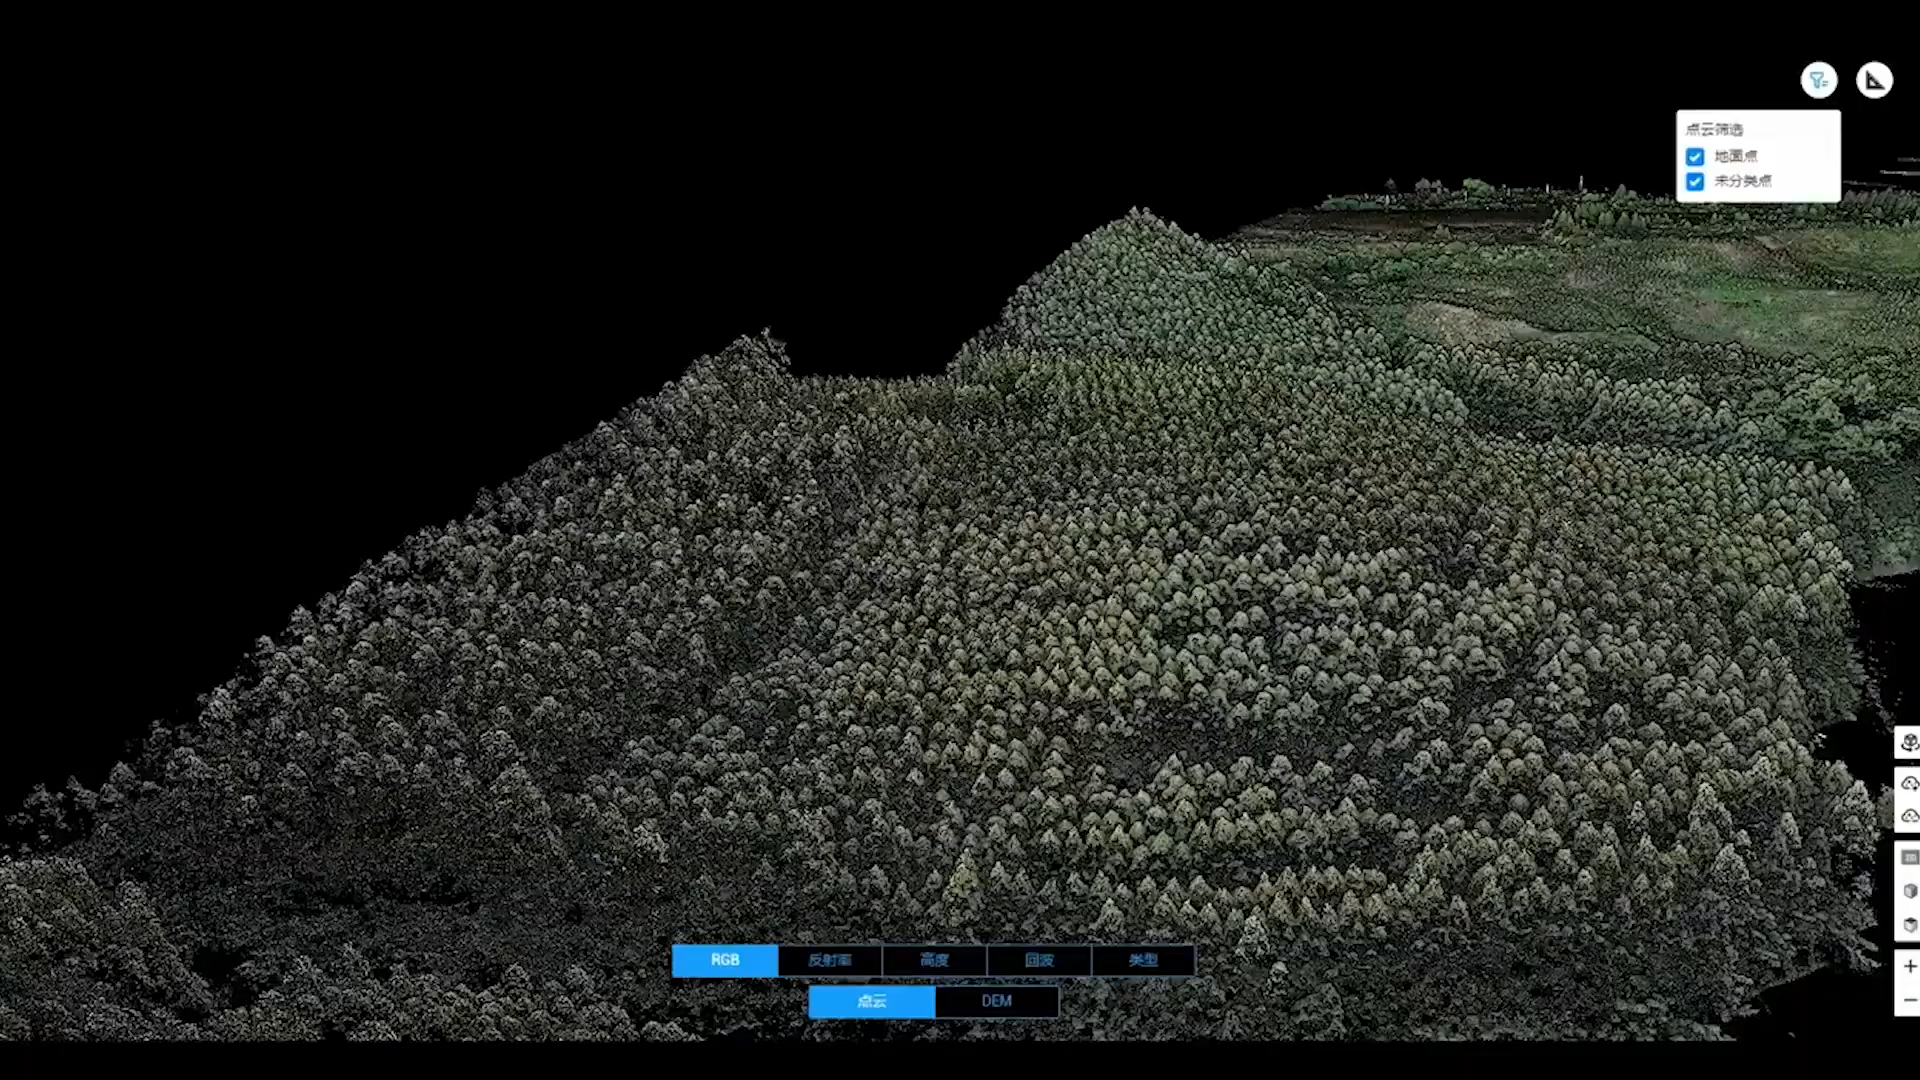 点云筛选
地面点
未分类点
RGB 反射率 高度 回波 类型
点云 DEM